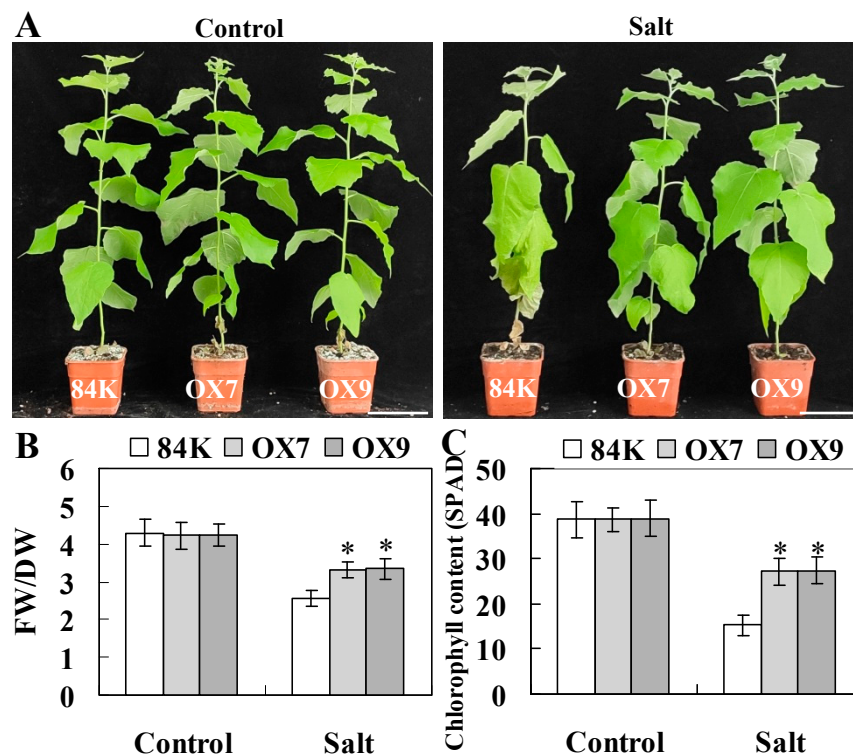 A
Control
Salt
84K
OX7
OX9
84K
OX7
OX9
B
84K
OX7
OX9
FW/DW
6
5
4
3
2
1
0
*
*
Control
Salt
C
84K
OX7
OX9
Chlorophyll content (SPAD
50
40
30
20
10
0
*
*
Control
Salt